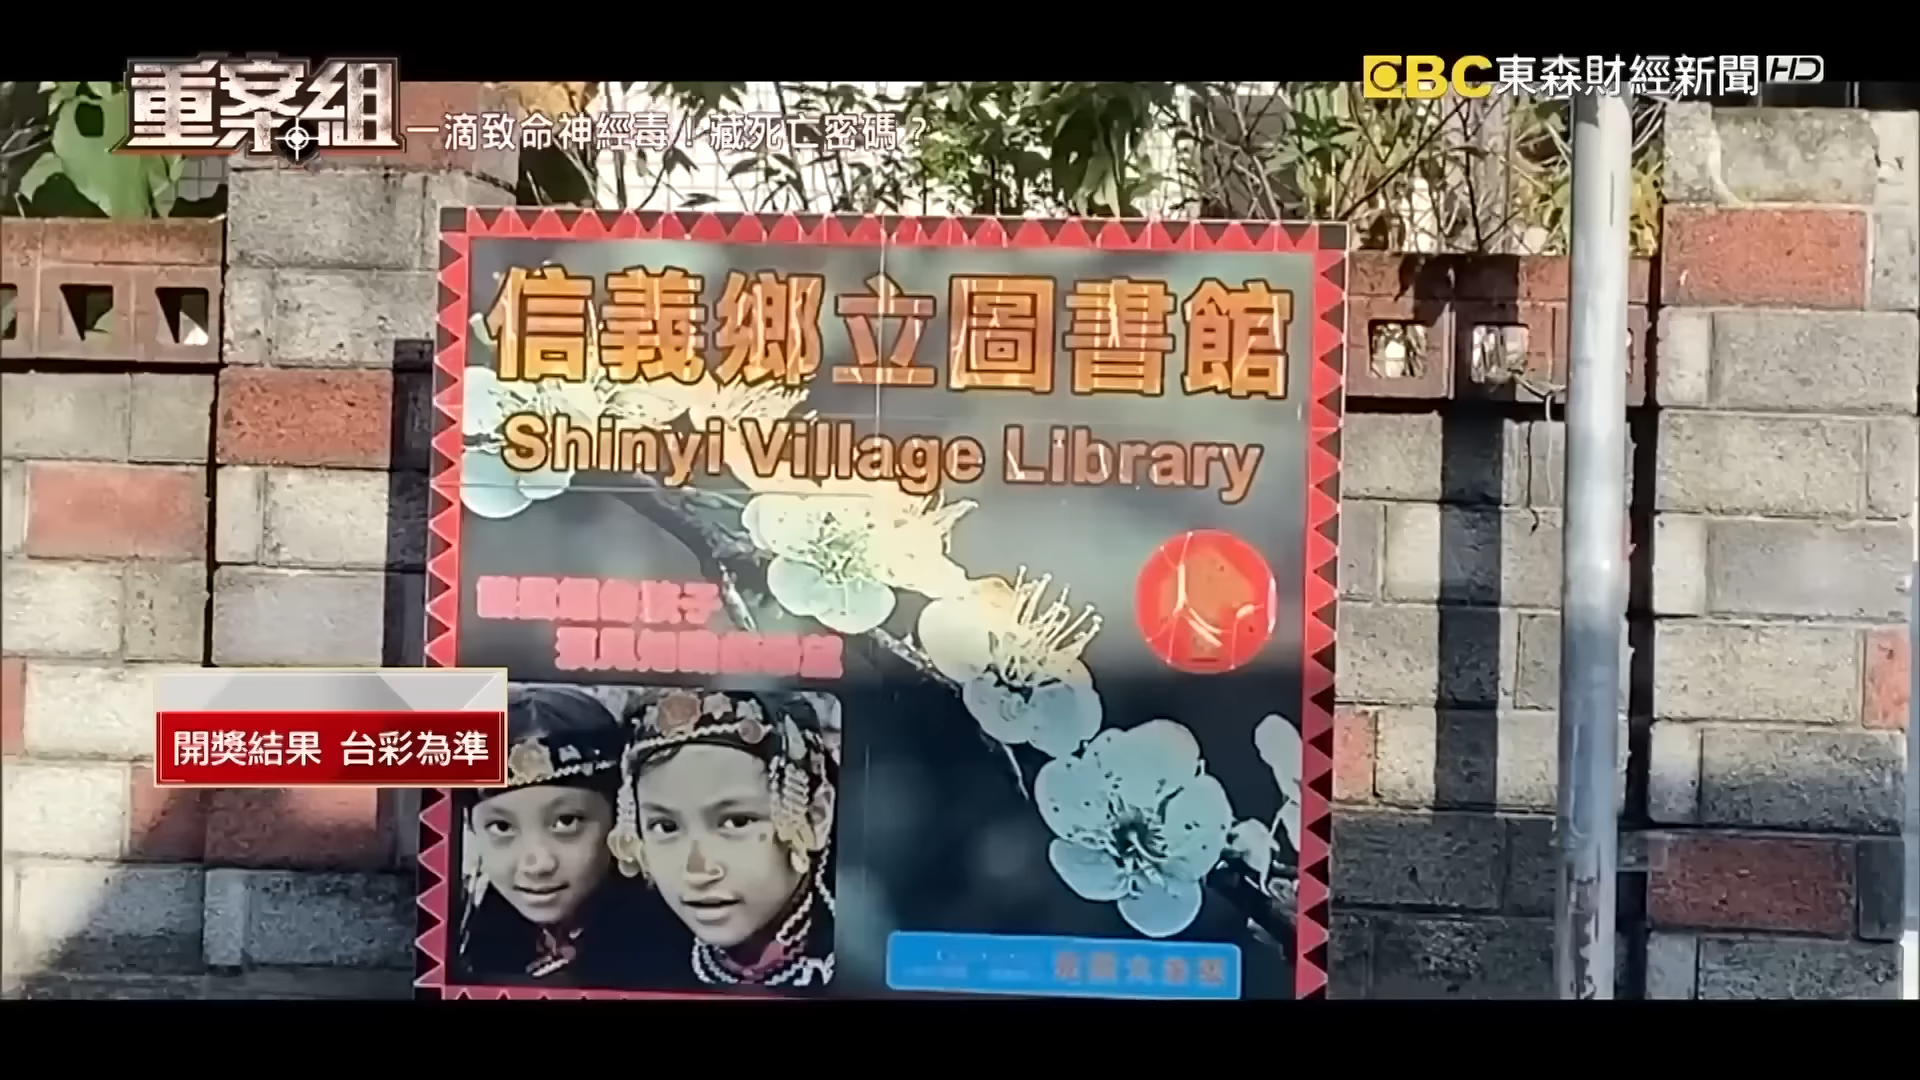 重案組
一滴致命神經毒！藏死亡密碼？
EBC東森財經新聞HD
信義鄉立圖書館
Shinyi Village Library
開獎結果 台彩為準